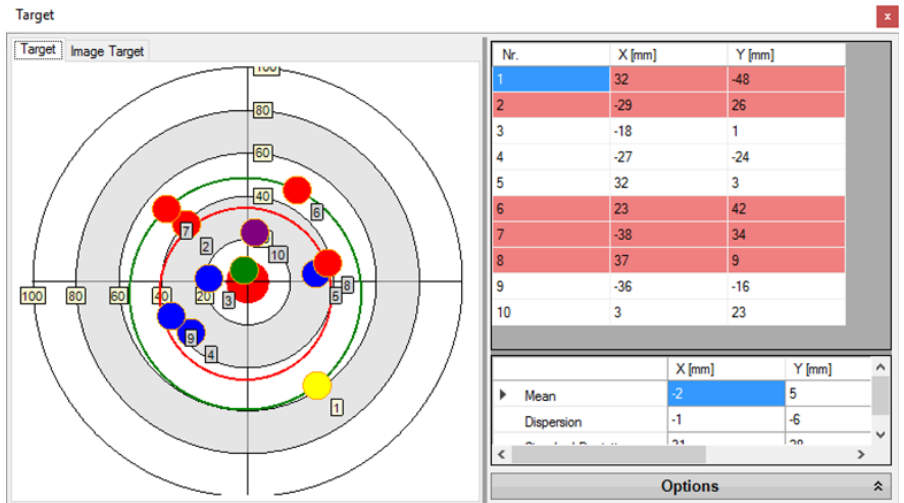 Target
x
Target Image Target
100
80
60
40
6
7
2
10
100 80 60 40 20
3
5
8
9
4
1
Nr. X [mm] Y [mm]
1 32 -48
2 -29 26
3 -18 1
4 -27 -24
5 32 3
6 23 42
7 -38 34
8 37 9
9 -36 -16
10 3 23
X [mm] Y [mm]
Mean -2 5
Dispersion -1 -6
Options